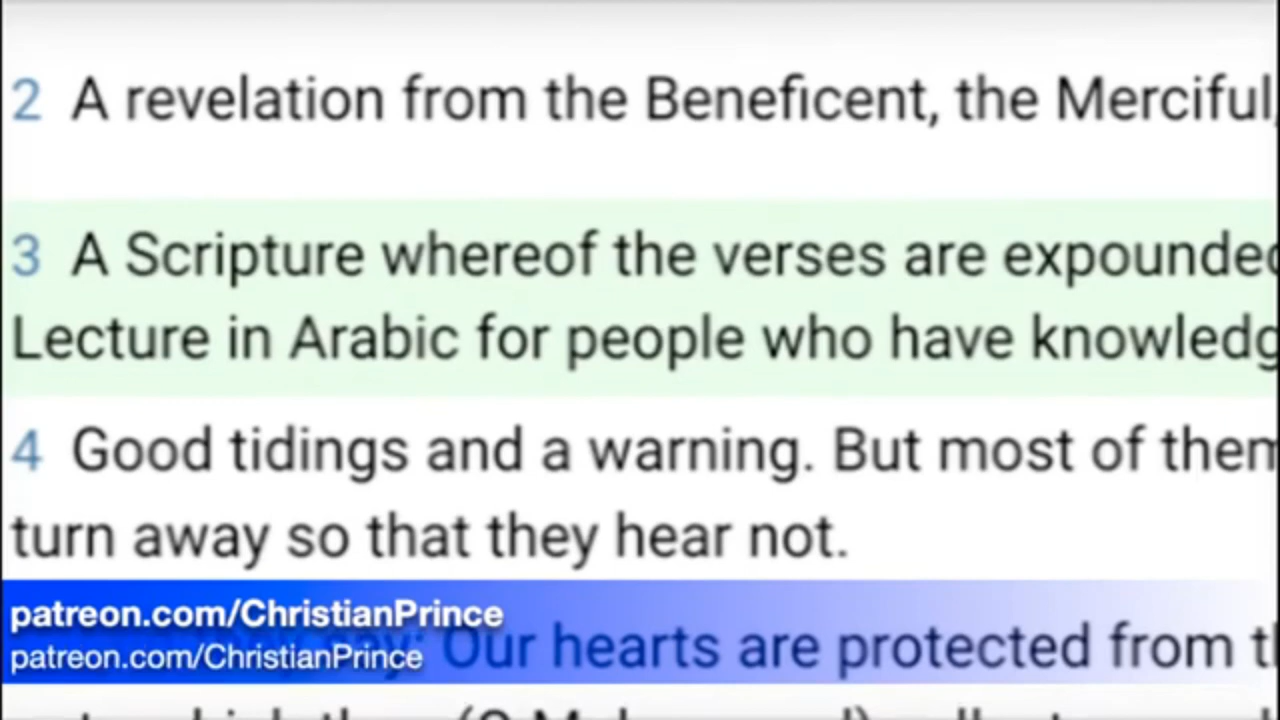 2 A revelation from the Beneficent, the Merciful,
3 A Scripture whereof the verses are expounded
Lecture in Arabic for people who have knowledg
4 Good tidings and a warning. But most of them
turn away so that they hear not.
patreon.com/ChristianPrince
patreon.com/ChristianPrince
say: Our hearts are protected from t